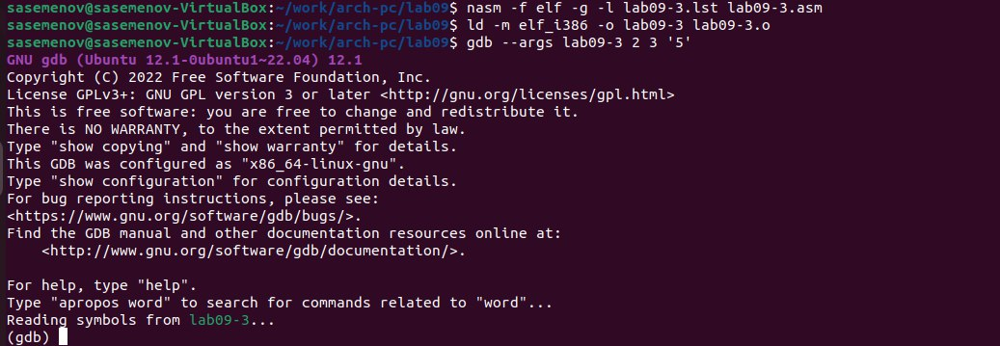 sasemenov@sasemenov-VirtualBox:~/work/arch-pc/lab09$ nasm -f elf -g -l lab09-3.lst lab09-3.asm
sasemenov@sasemenov-VirtualBox:~/work/arch-pc/lab09$ ld -m elf_i386 -o lab09-3 lab09-3.o
sasemenov@sasemenov-VirtualBox:~/work/arch-pc/lab09$ gdb --args lab09-3 2 3 '5'
GNU gdb (Ubuntu 12.1-0ubuntu1~22.04) 12.1
Copyright (C) 2022 Free Software Foundation, Inc.
License GPLv3+: GNU GPL version 3 or later <http://gnu.org/licenses/gpl.html>
This is free software: you are free to change and redistribute it.
There is NO WARRANTY, to the extent permitted by law.
Type "show copying" and "show warranty" for details.
This GDB was configured as "x86_64-linux-gnu".
Type "show configuration" for configuration details.
For bug reporting instructions, please see:
<https://www.gnu.org/software/gdb/bugs/>.
Find the GDB manual and other documentation resources online at:
    <http://www.gnu.org/software/gdb/documentation/>.

For help, type "help".
Type "apropos word" to search for commands related to "word"...
Reading symbols from lab09-3...
(gdb)